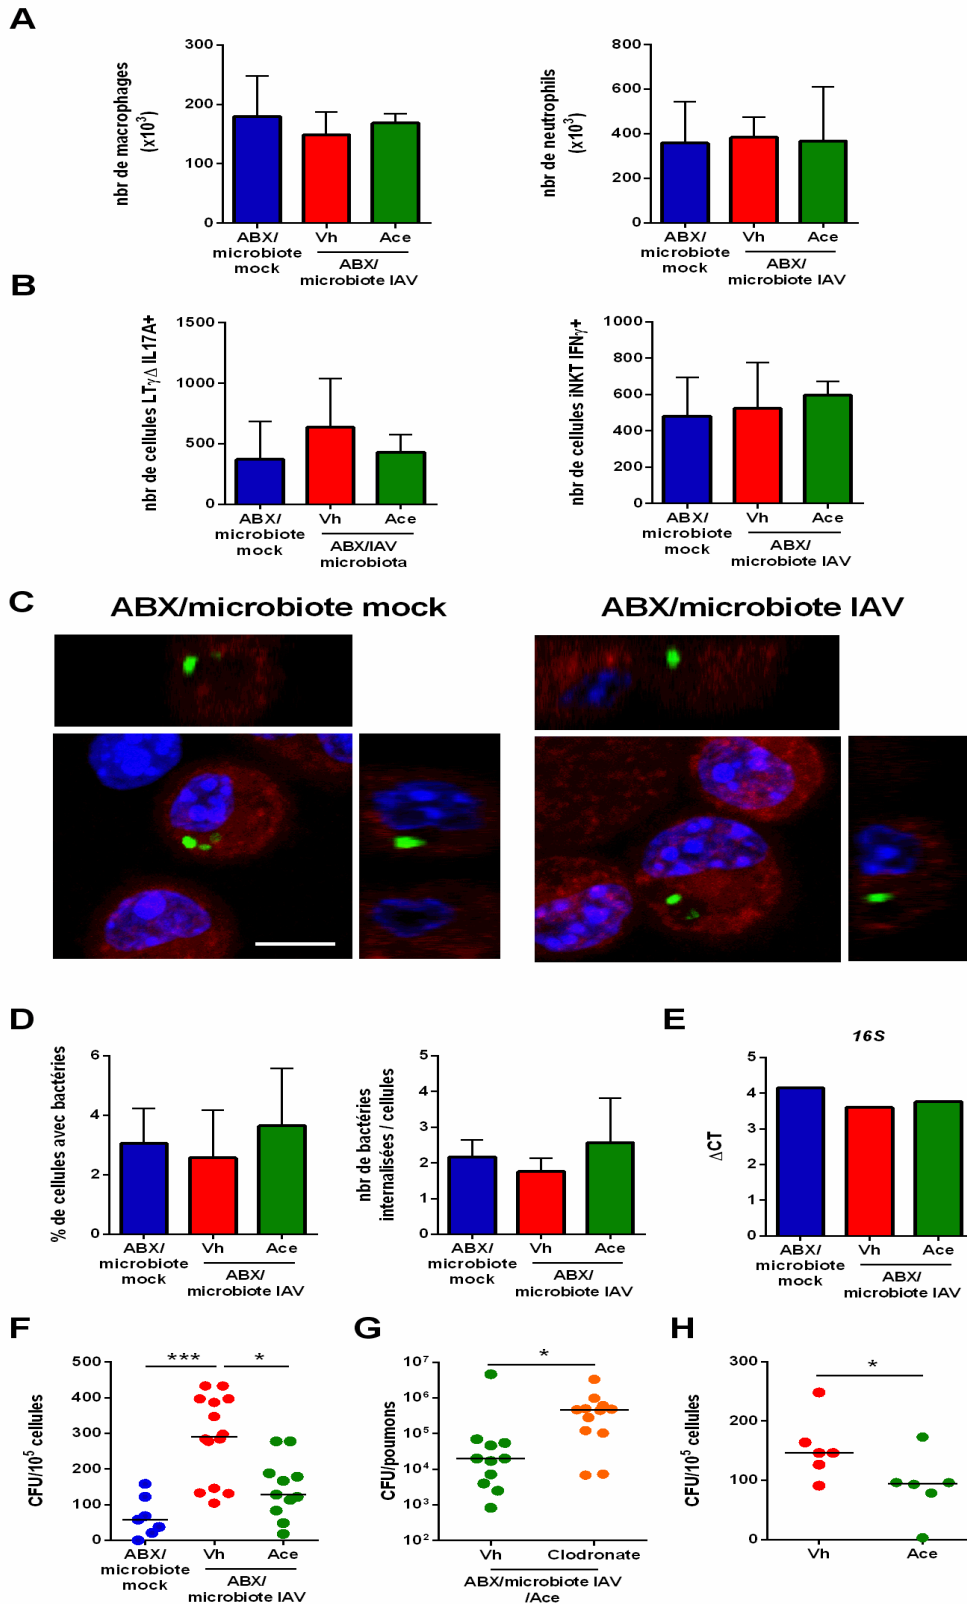 A
nbr de macrophages
(x10³)
300
200
100
0
ABX/
microbiote
mock
Vh
Ace
ABX/
microbiote IAV
nbr de neutrophils
(x10³)
800
600
400
200
0
ABX/
microbiote
mock
Vh
Ace
ABX/
microbiote IAV
B
nbr de cellules LTγΔ IL17A+
1500
1000
500
0
ABX/
microbiote
mock
Vh
Ace
ABX/IAV
microbiota
nbr de cellules iNKT IFNγ+
1000
800
600
400
200
0
ABX/
microbiote
mock
Vh
Ace
ABX/
microbiote IAV
C
ABX/microbiote mock
ABX/microbiote IAV
D
% de cellules avec bactéries
6
4
2
0
ABX/
microbiote
mock
Vh
Ace
ABX/
microbiote IAV
nbr de bactéries
internalisées / cellules
5
4
3
2
1
0
ABX/
microbiote
mock
Vh
Ace
ABX/
microbiote IAV
E
16S
ΔCT
5
4
3
2
1
0
ABX/
microbiote
mock
Vh
Ace
ABX/
microbiote IAV
F
CFU/10⁵ cellules
500
400
300
200
100
0
***
*
ABX/
microbiote
mock
Vh
Ace
ABX/
microbiote IAV
G
CFU/poumons
10⁷
10⁶
10⁵
10⁴
10³
10²
*
Vh
Clodronate
ABX/microbiote IAV
/Ace
H
CFU/10⁵ cellules
300
200
100
0
*
Vh
Ace